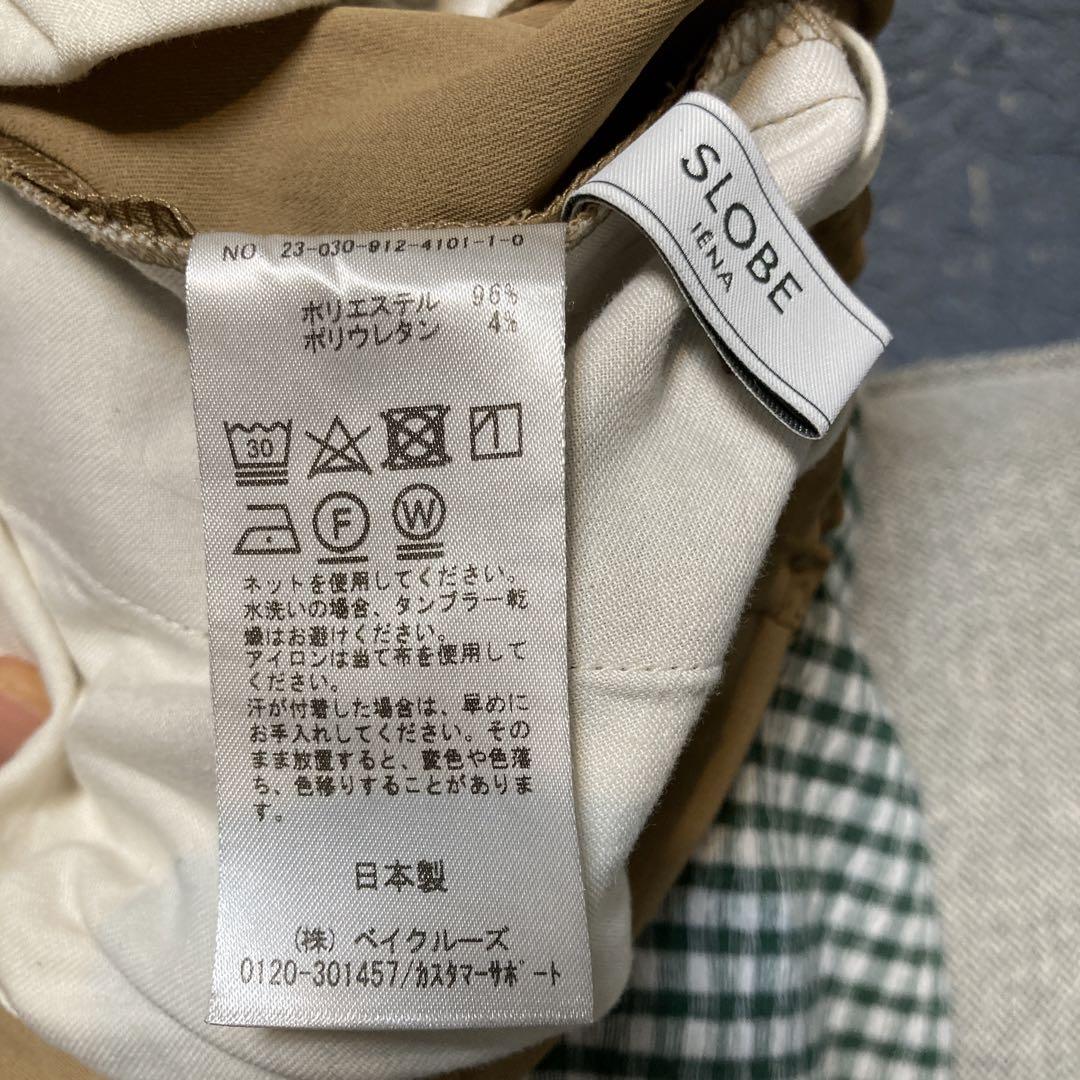 NO 23-030-912-4101-1-0
ポリエステル 96%
ポリウレタン 4%
30
F W
ネットを使用してください。
水洗いの場合、タンブラー乾
燥はお避けください。
アイロンは当て布を使用して
ください。
汗が付着した場合は、早めに
お手入れしてください。その
まま放置すると、変色や色落
ち、色移りすることがありま
す。
日本製
(株) ベイクルーズ
0120-301457/カスタマーサポート
SLOBE
IÉNA